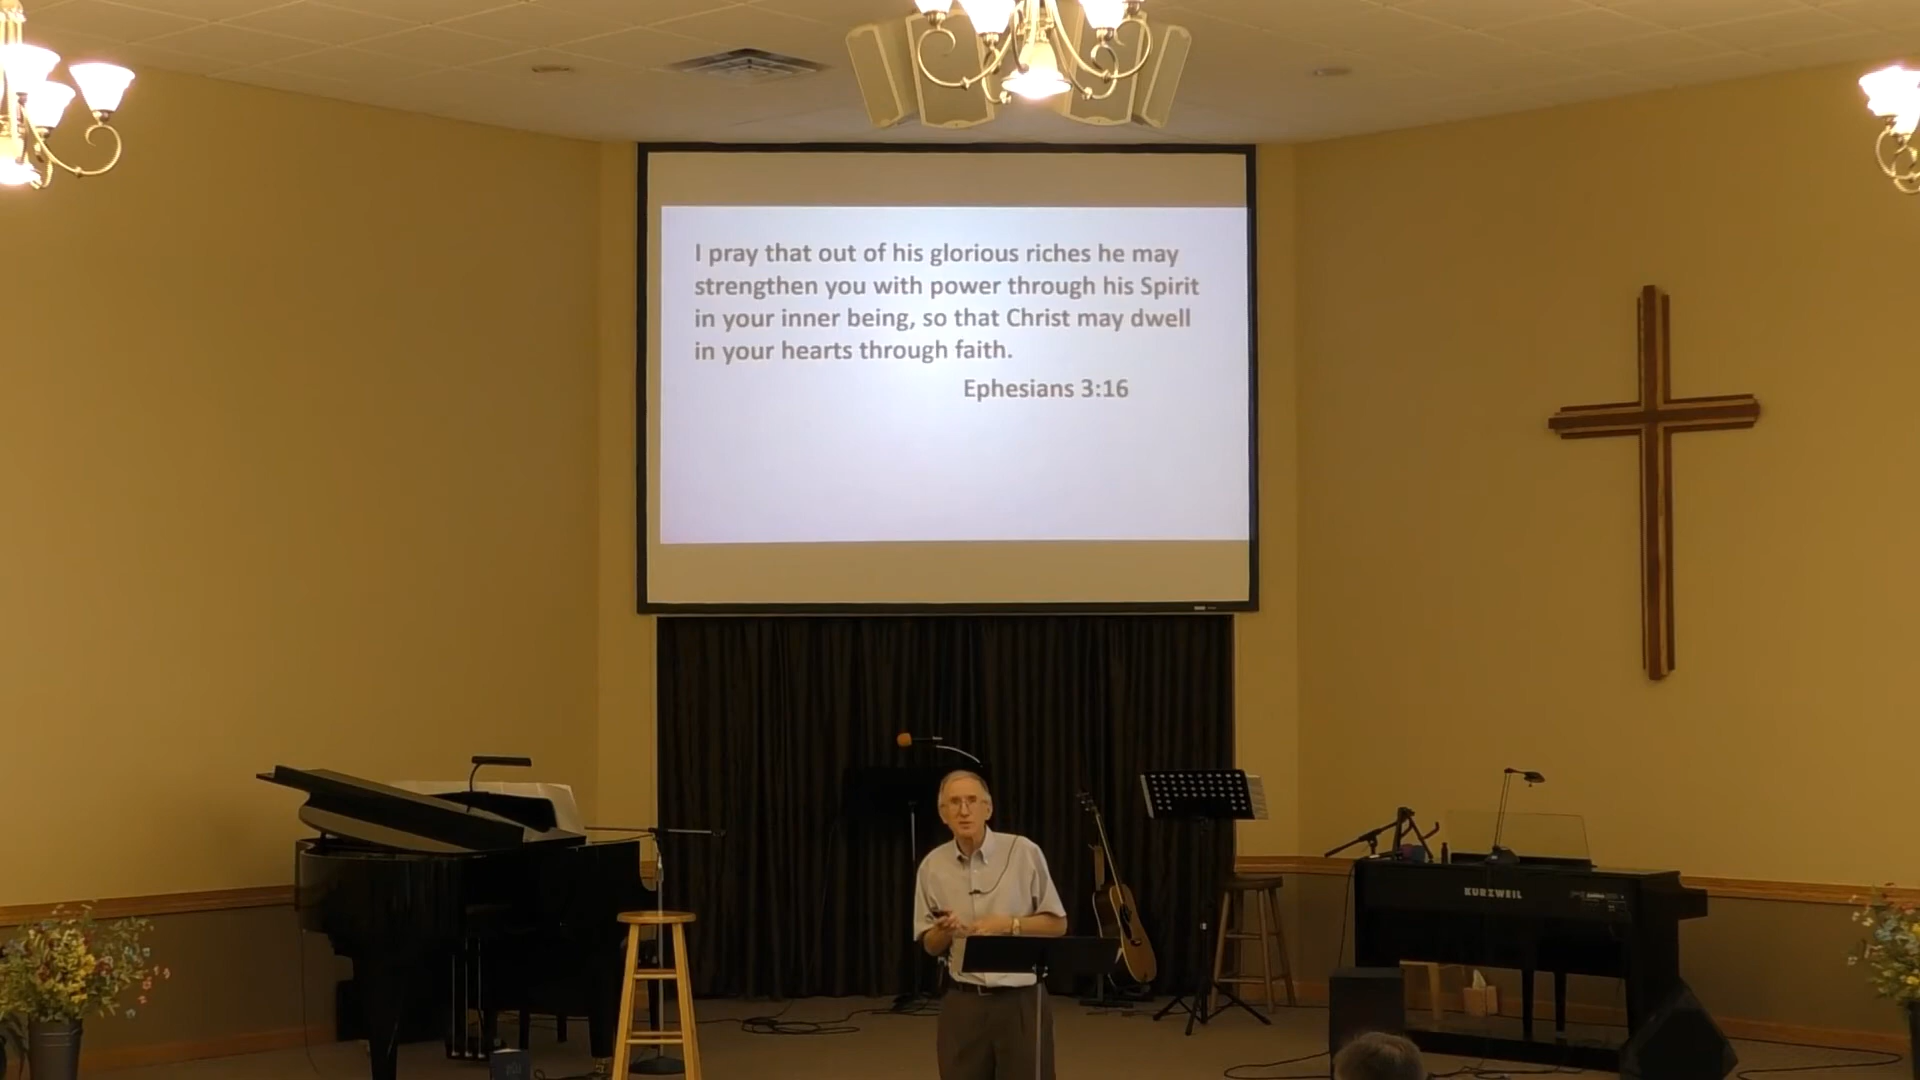 I pray that out of his glorious riches he may
strengthen you with power through his Spirit
in your inner being, so that Christ may dwell
in your hearts through faith.
Ephesians 3:16
KURZWEIL